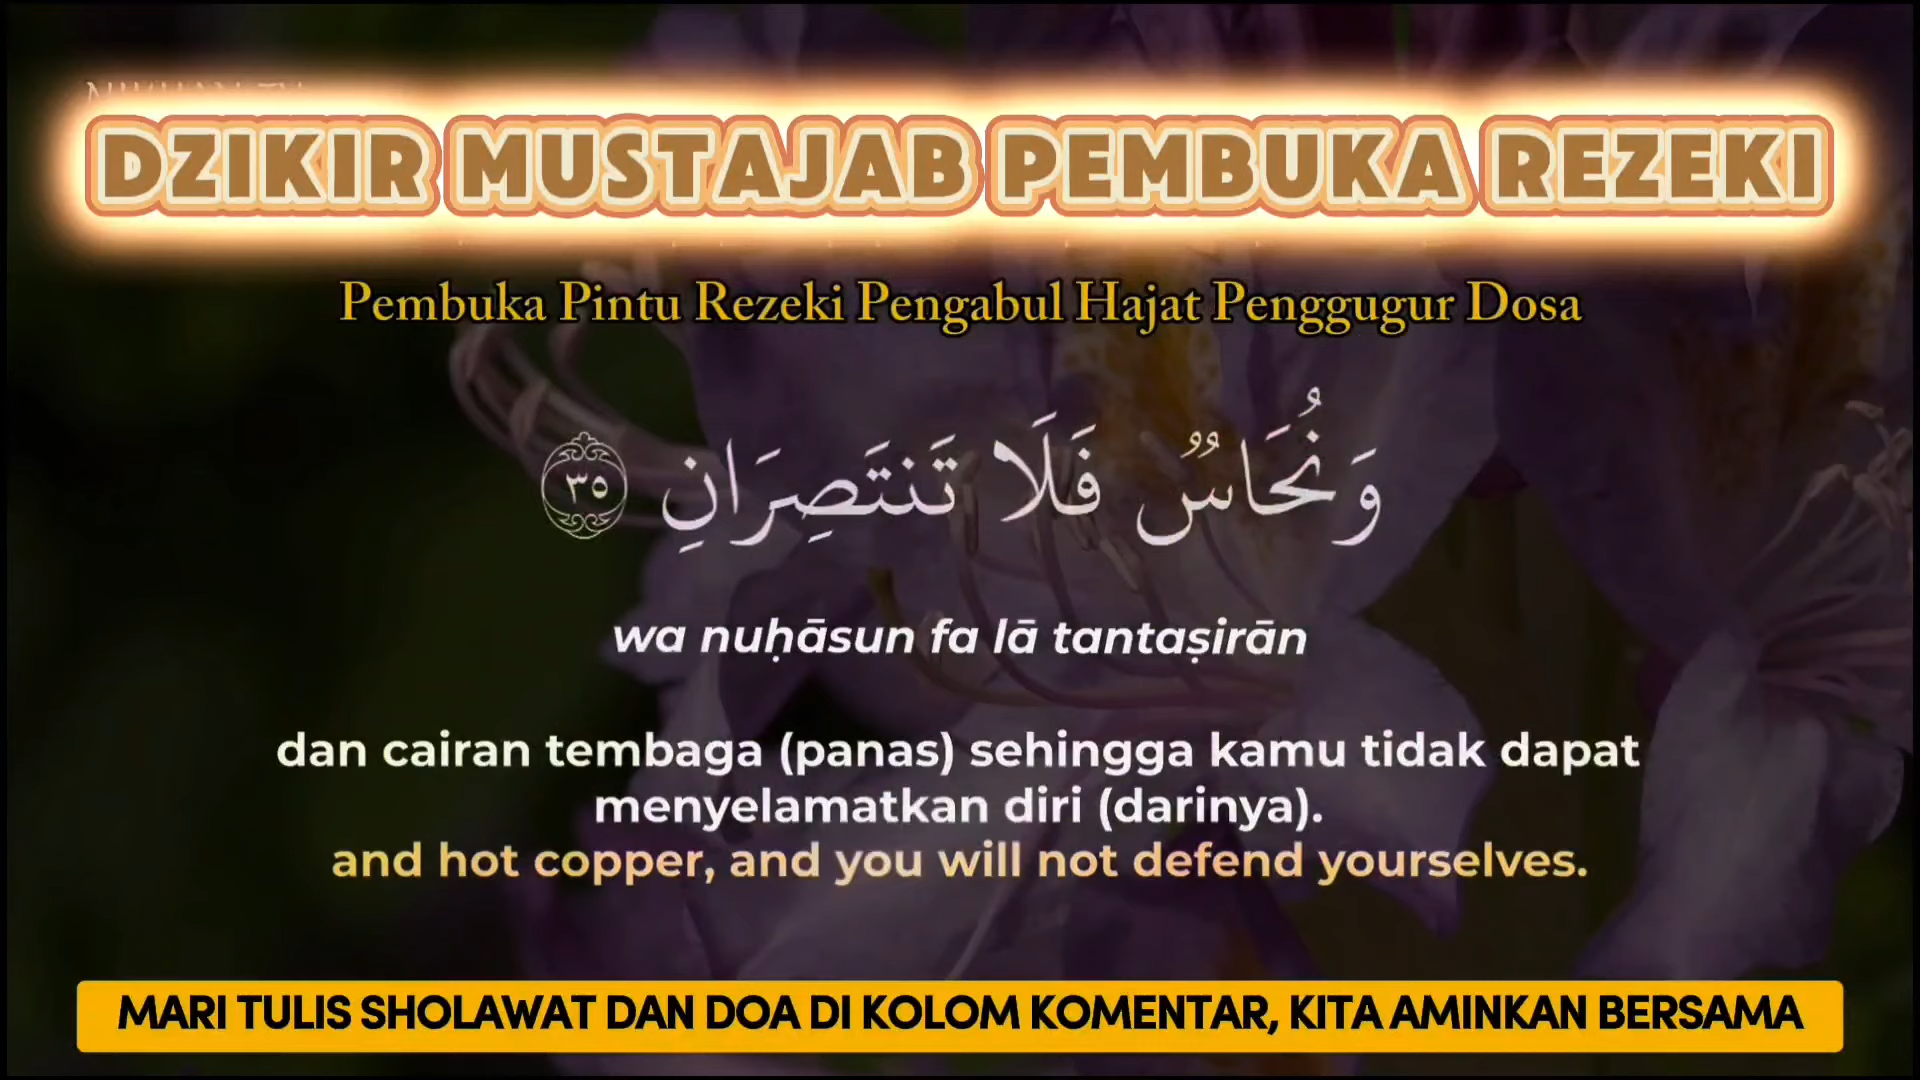 DZIKIR MUSTAJAB PEMBUKA REZEKI
Pembuka Pintu Rezeki Pengabul Hajat Penggugur Dosa
وَنُحَاسٌ فَلَا تَنتَصِرَانِ ٣٥
wa nuḥāsun fa lā tantaṣirān
dan cairan tembaga (panas) sehingga kamu tidak dapat
menyelamatkan diri (darinya).
and hot copper, and you will not defend yourselves.
MARI TULIS SHOLAWAT DAN DOA DI KOLOM KOMENTAR, KITA AMINKAN BERSAMA